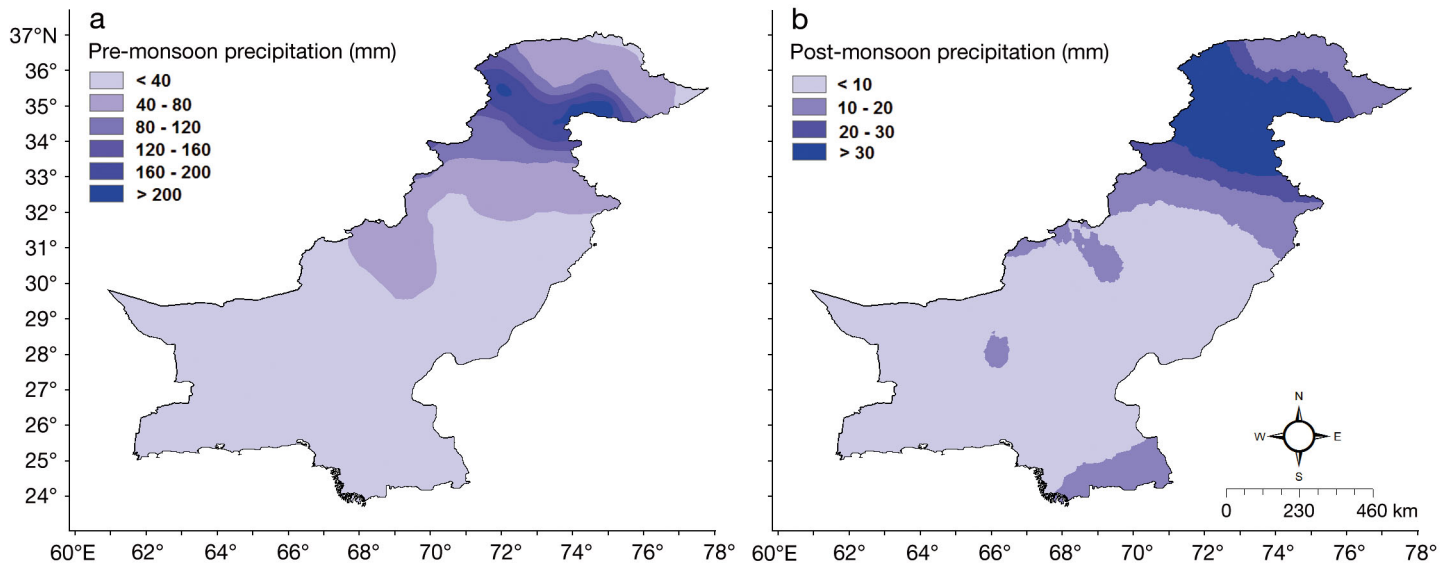 a
Pre-monsoon precipitation (mm)
< 40
40 - 80
80 - 120
120 - 160
160 - 200
> 200
37°N
36°
35°
34°
33°
32°
31°
30°
29°
28°
27°
26°
25°
24°
60°E 62° 64° 66° 68° 70° 72° 74° 76° 78°
b
Post-monsoon precipitation (mm)
< 10
10 - 20
20 - 30
> 30
N
W E
S
0 230 460 km
60°E 62° 64° 66° 68° 70° 72° 74° 76° 78°